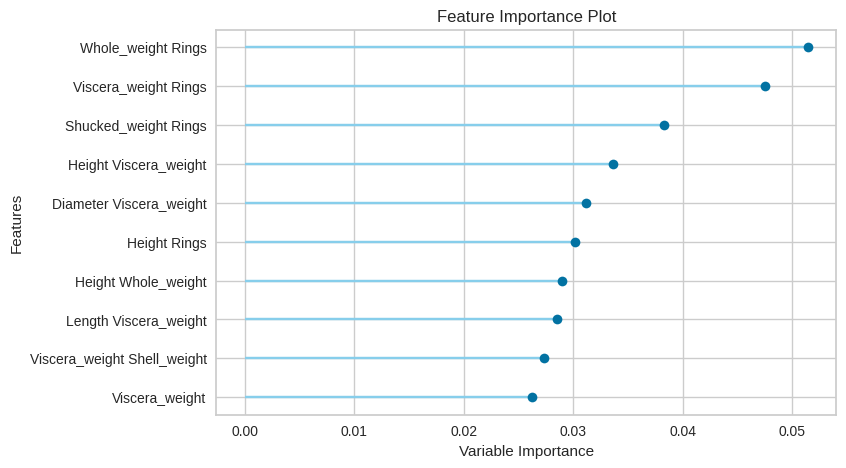 Feature Importance Plot
Whole_weight Rings
Viscera_weight Rings
Shucked_weight Rings
Height Viscera_weight
Diameter Viscera_weight
Height Rings
Height Whole_weight
Length Viscera_weight
Viscera_weight Shell_weight
Viscera_weight
Features
0.00 0.01 0.02 0.03 0.04 0.05
Variable Importance